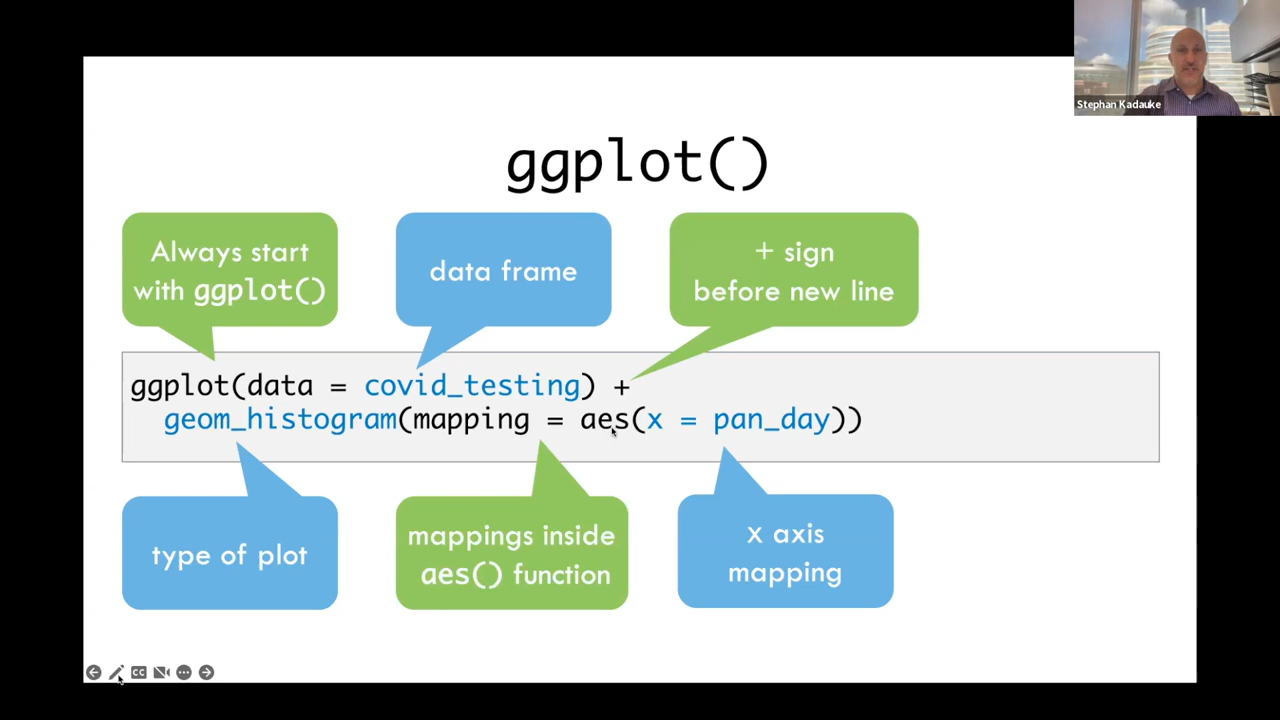 Stephan Kadauke
ggplot()
Always start
with ggplot()
data frame
+ sign
before new line
ggplot(data = covid_testing) +
geom_histogram(mapping = aes(x = pan_day))
type of plot
mappings inside
aes() function
x axis
mapping
CC